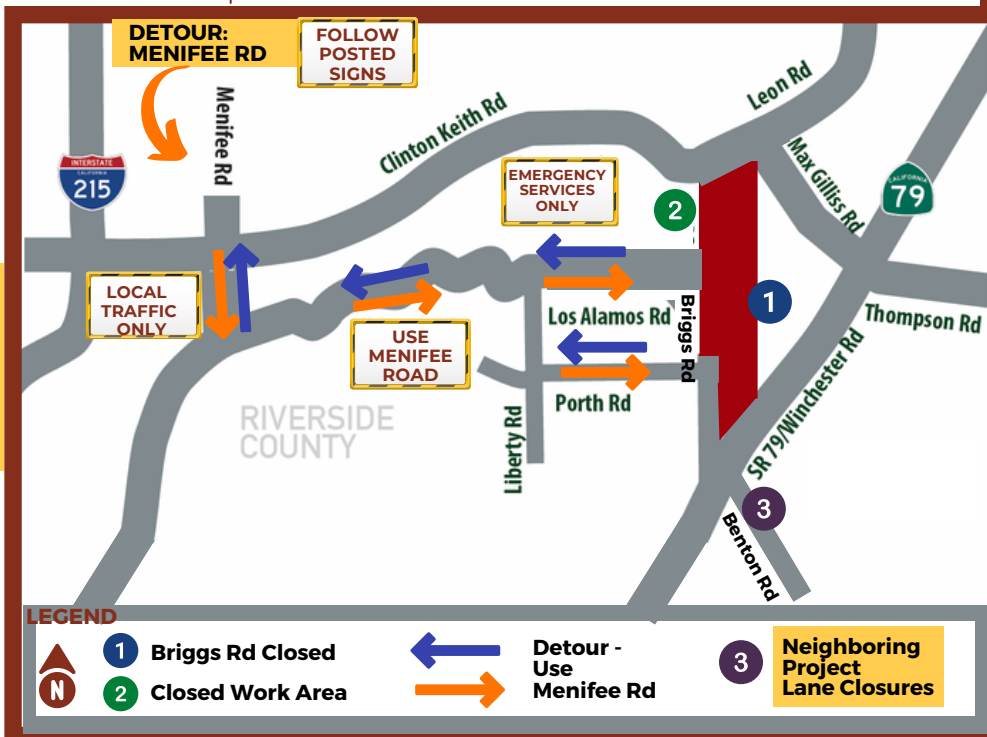 DETOUR:
MENIFEE RD
FOLLOW
POSTED
SIGNS
Menifee Rd
INTERSTATE
CALIFORNIA
215
Clinton Keith Rd
Leon Rd
Max Gilliss Rd
CALIFORNIA
79
EMERGENCY
SERVICES
ONLY
2
1
LOCAL
TRAFFIC
ONLY
USE
MENIFEE
ROAD
Los Alamos Rd
Briggs Rd
Thompson Rd
Porth Rd
Liberty Rd
RIVERSIDE
COUNTY
SR 79/Winchester Rd
3
Benton Rd
LEGEND
N
1 Briggs Rd Closed
2 Closed Work Area
Detour -
Use
Menifee Rd
3
Neighboring
Project
Lane Closures